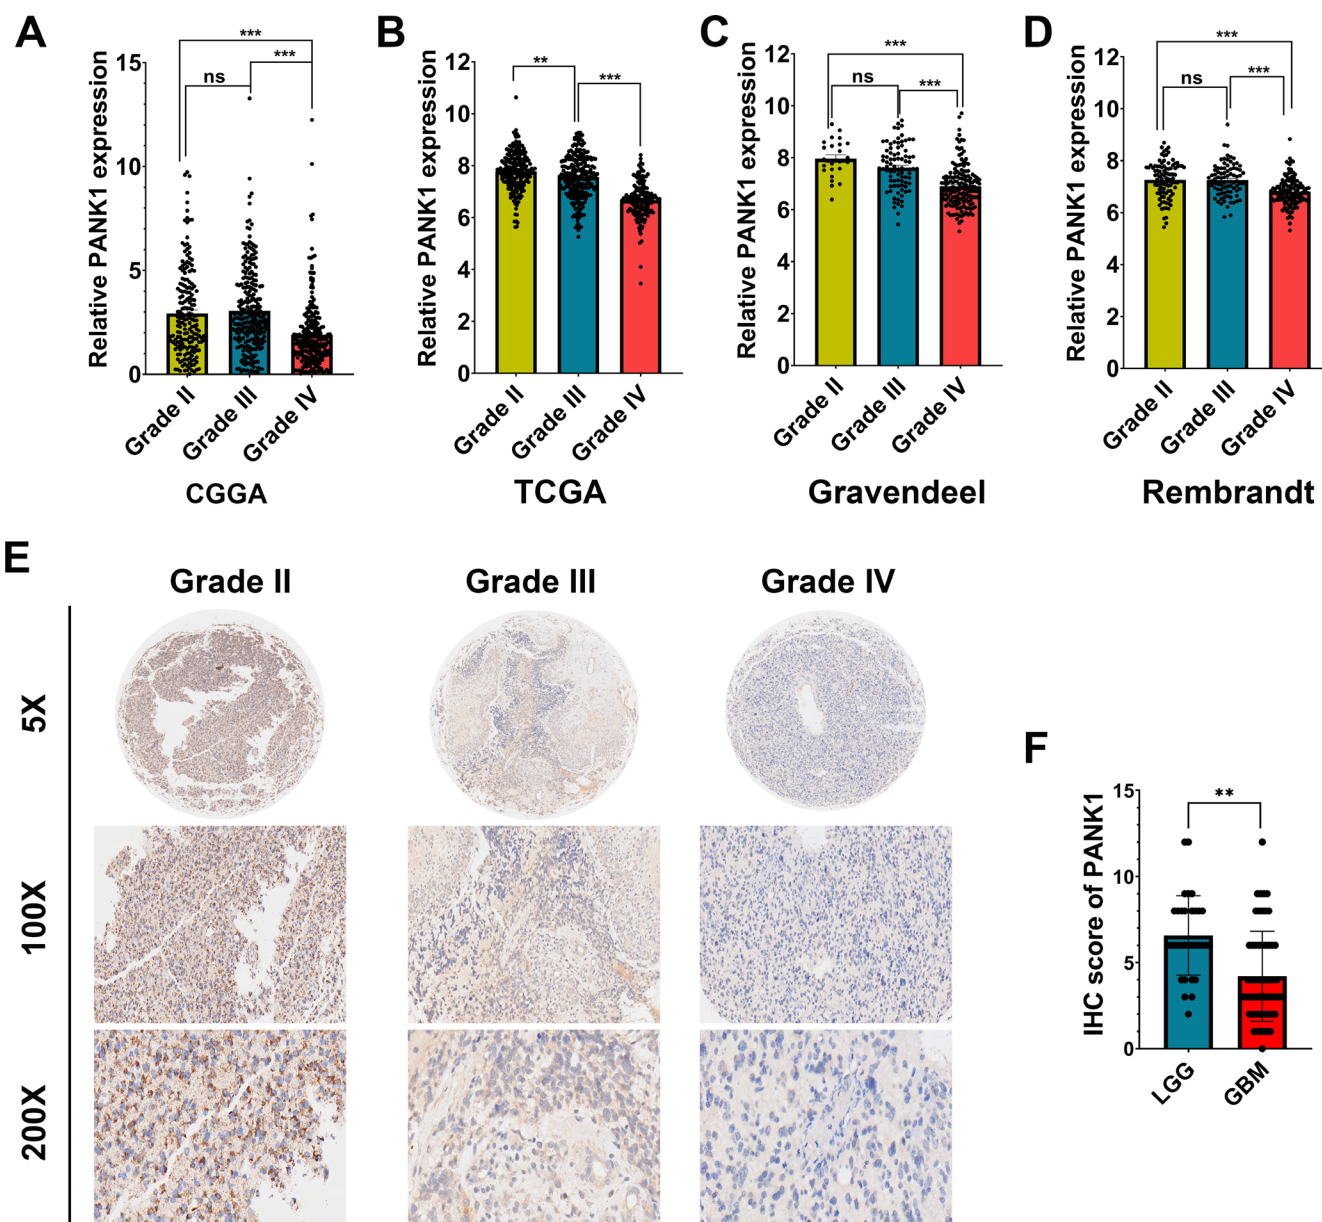 A
Relative PANK1 expression
15
10
5
0
***
***
ns
Grade II
Grade III
Grade IV
CGGA
B
Relative PANK1 expression
12
10
8
6
4
2
0
**
***
Grade II
Grade III
Grade IV
TCGA
C
Relative PANK1 expression
12
10
8
6
4
2
0
***
ns
***
Grade II
Grade III
Grade IV
Gravendeel
D
Relative PANK1 expression
12
10
8
6
4
2
0
***
ns
***
Grade II
Grade III
Grade IV
Rembrandt
E
Grade II
Grade III
Grade IV
5X
100X
200X
F
IHC score of PANK1
15
10
5
0
**
LGG
GBM